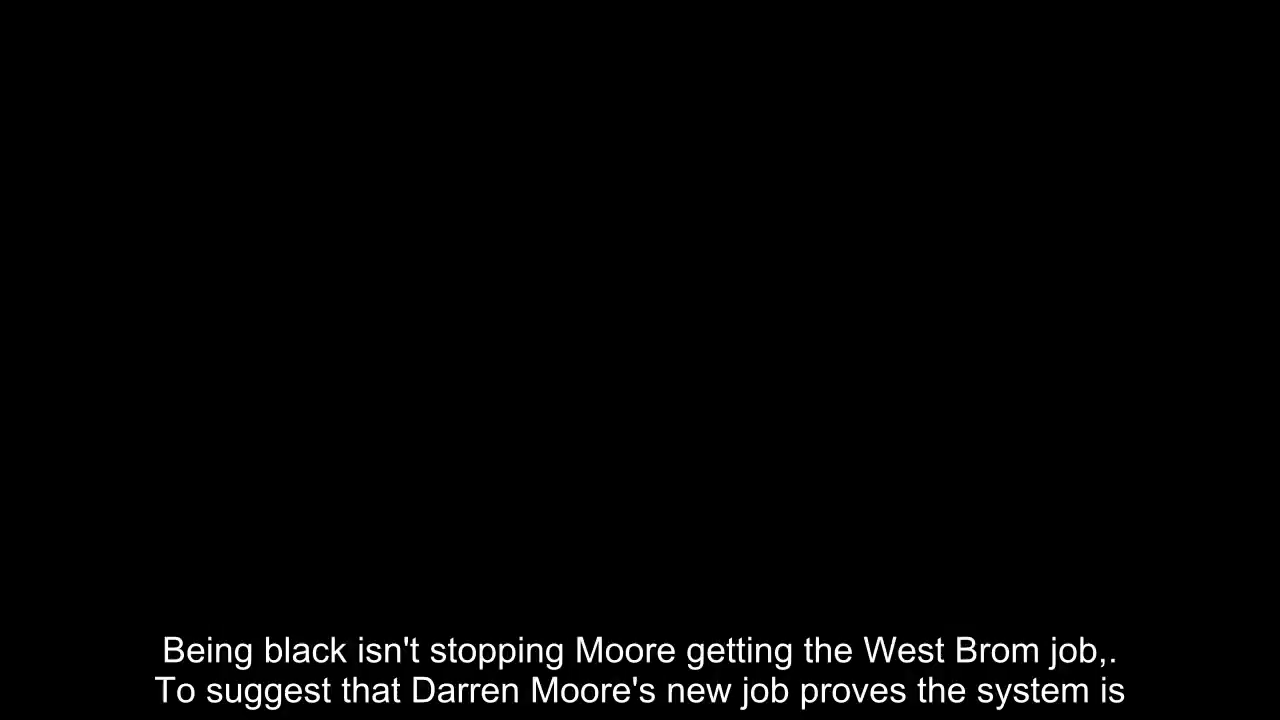 Being black isn't stopping Moore getting the West Brom job,.
To suggest that Darren Moore's new job proves the system is